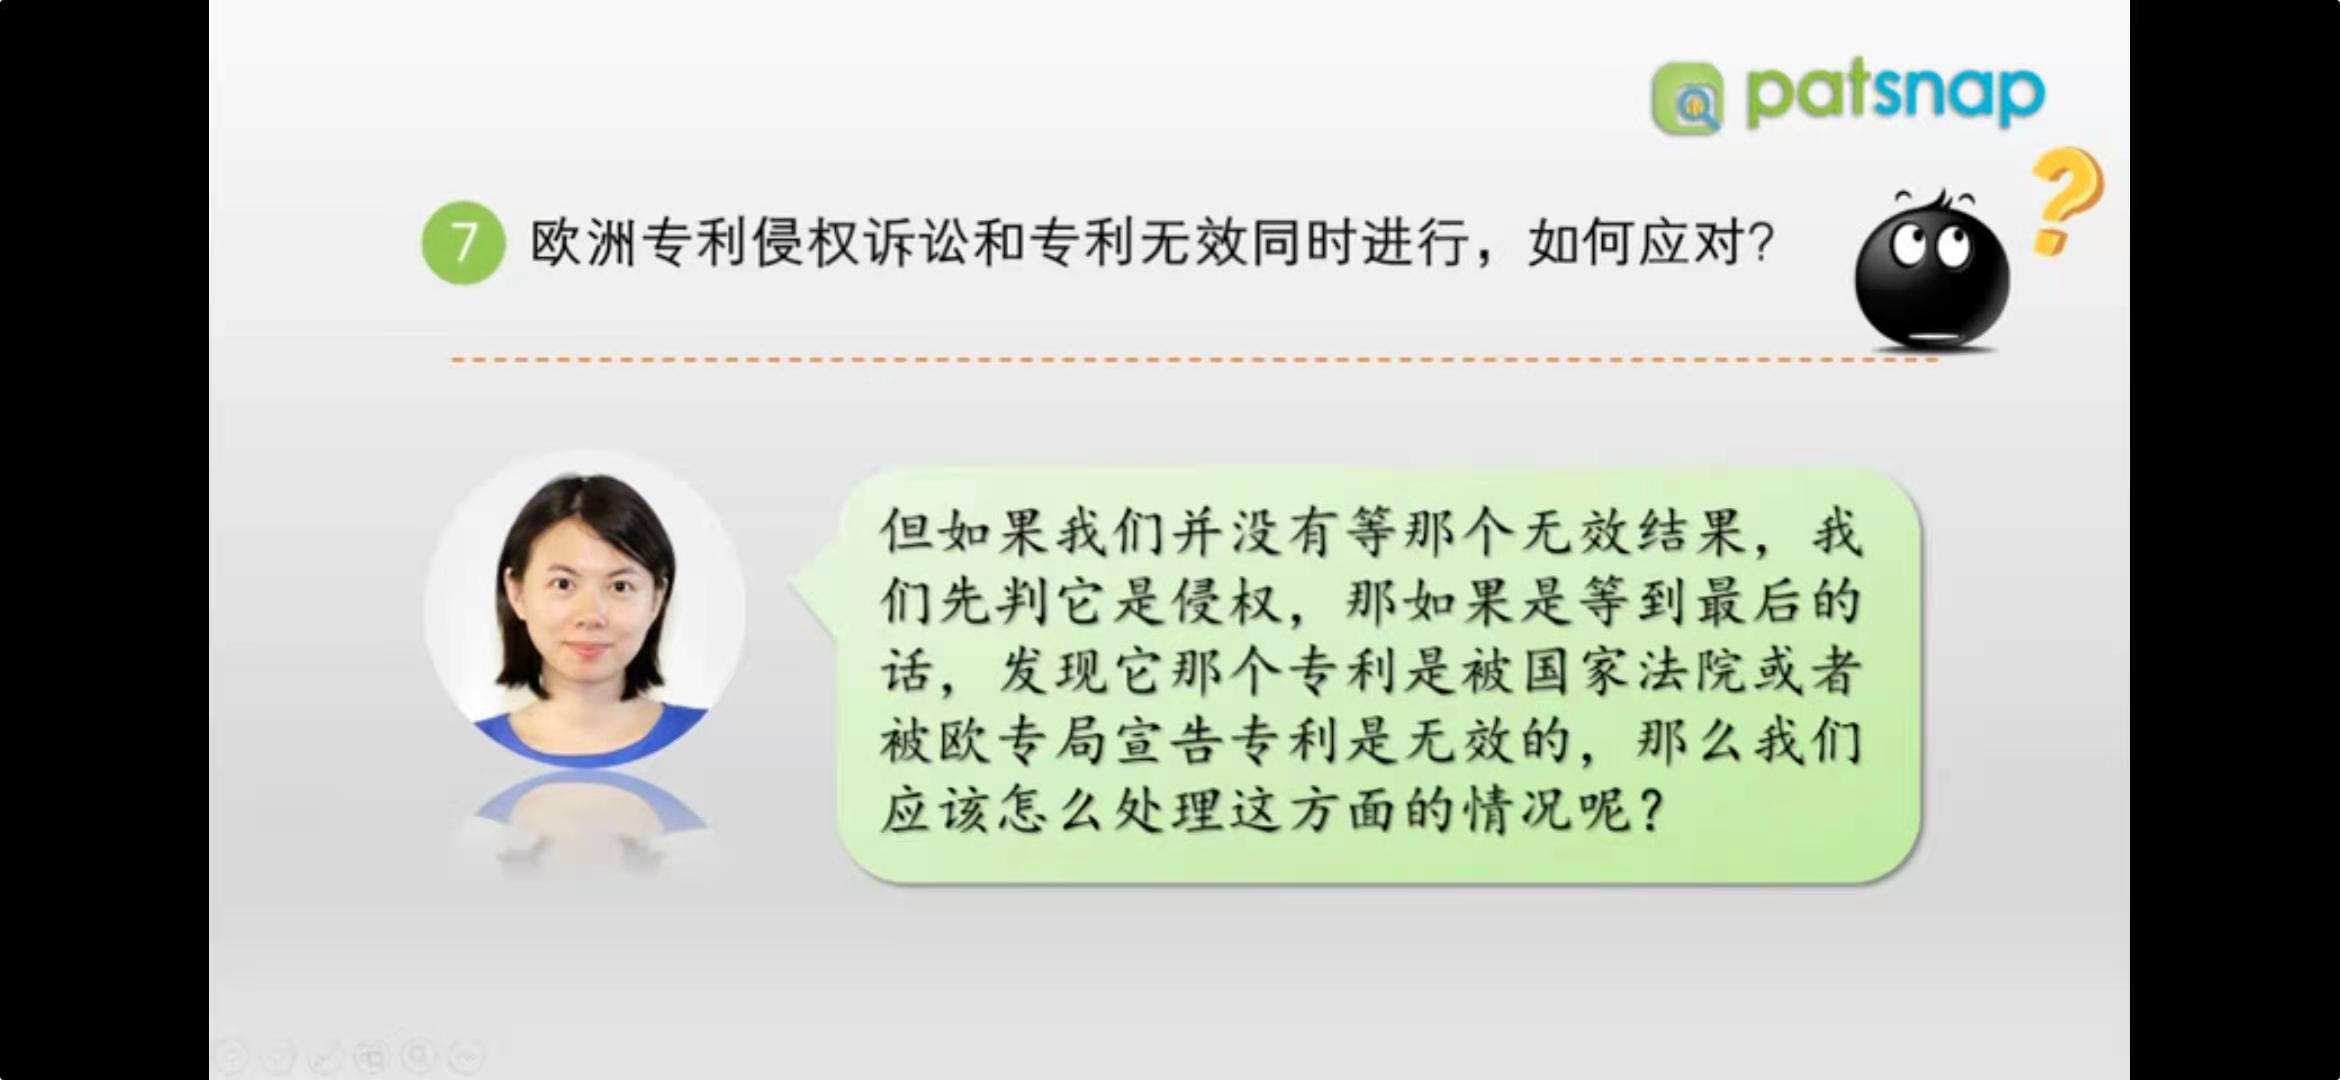 patsnap
7 欧洲专利侵权诉讼和专利无效同时进行，如何应对？
但如果我们并没有等那个无效结果，我
们先判它是侵权，那如果是等到最后的
话，发现它那个专利是被国家法院或者
被欧专局宣告专利是无效的，那么我们
应该怎么处理这方面的情况呢？